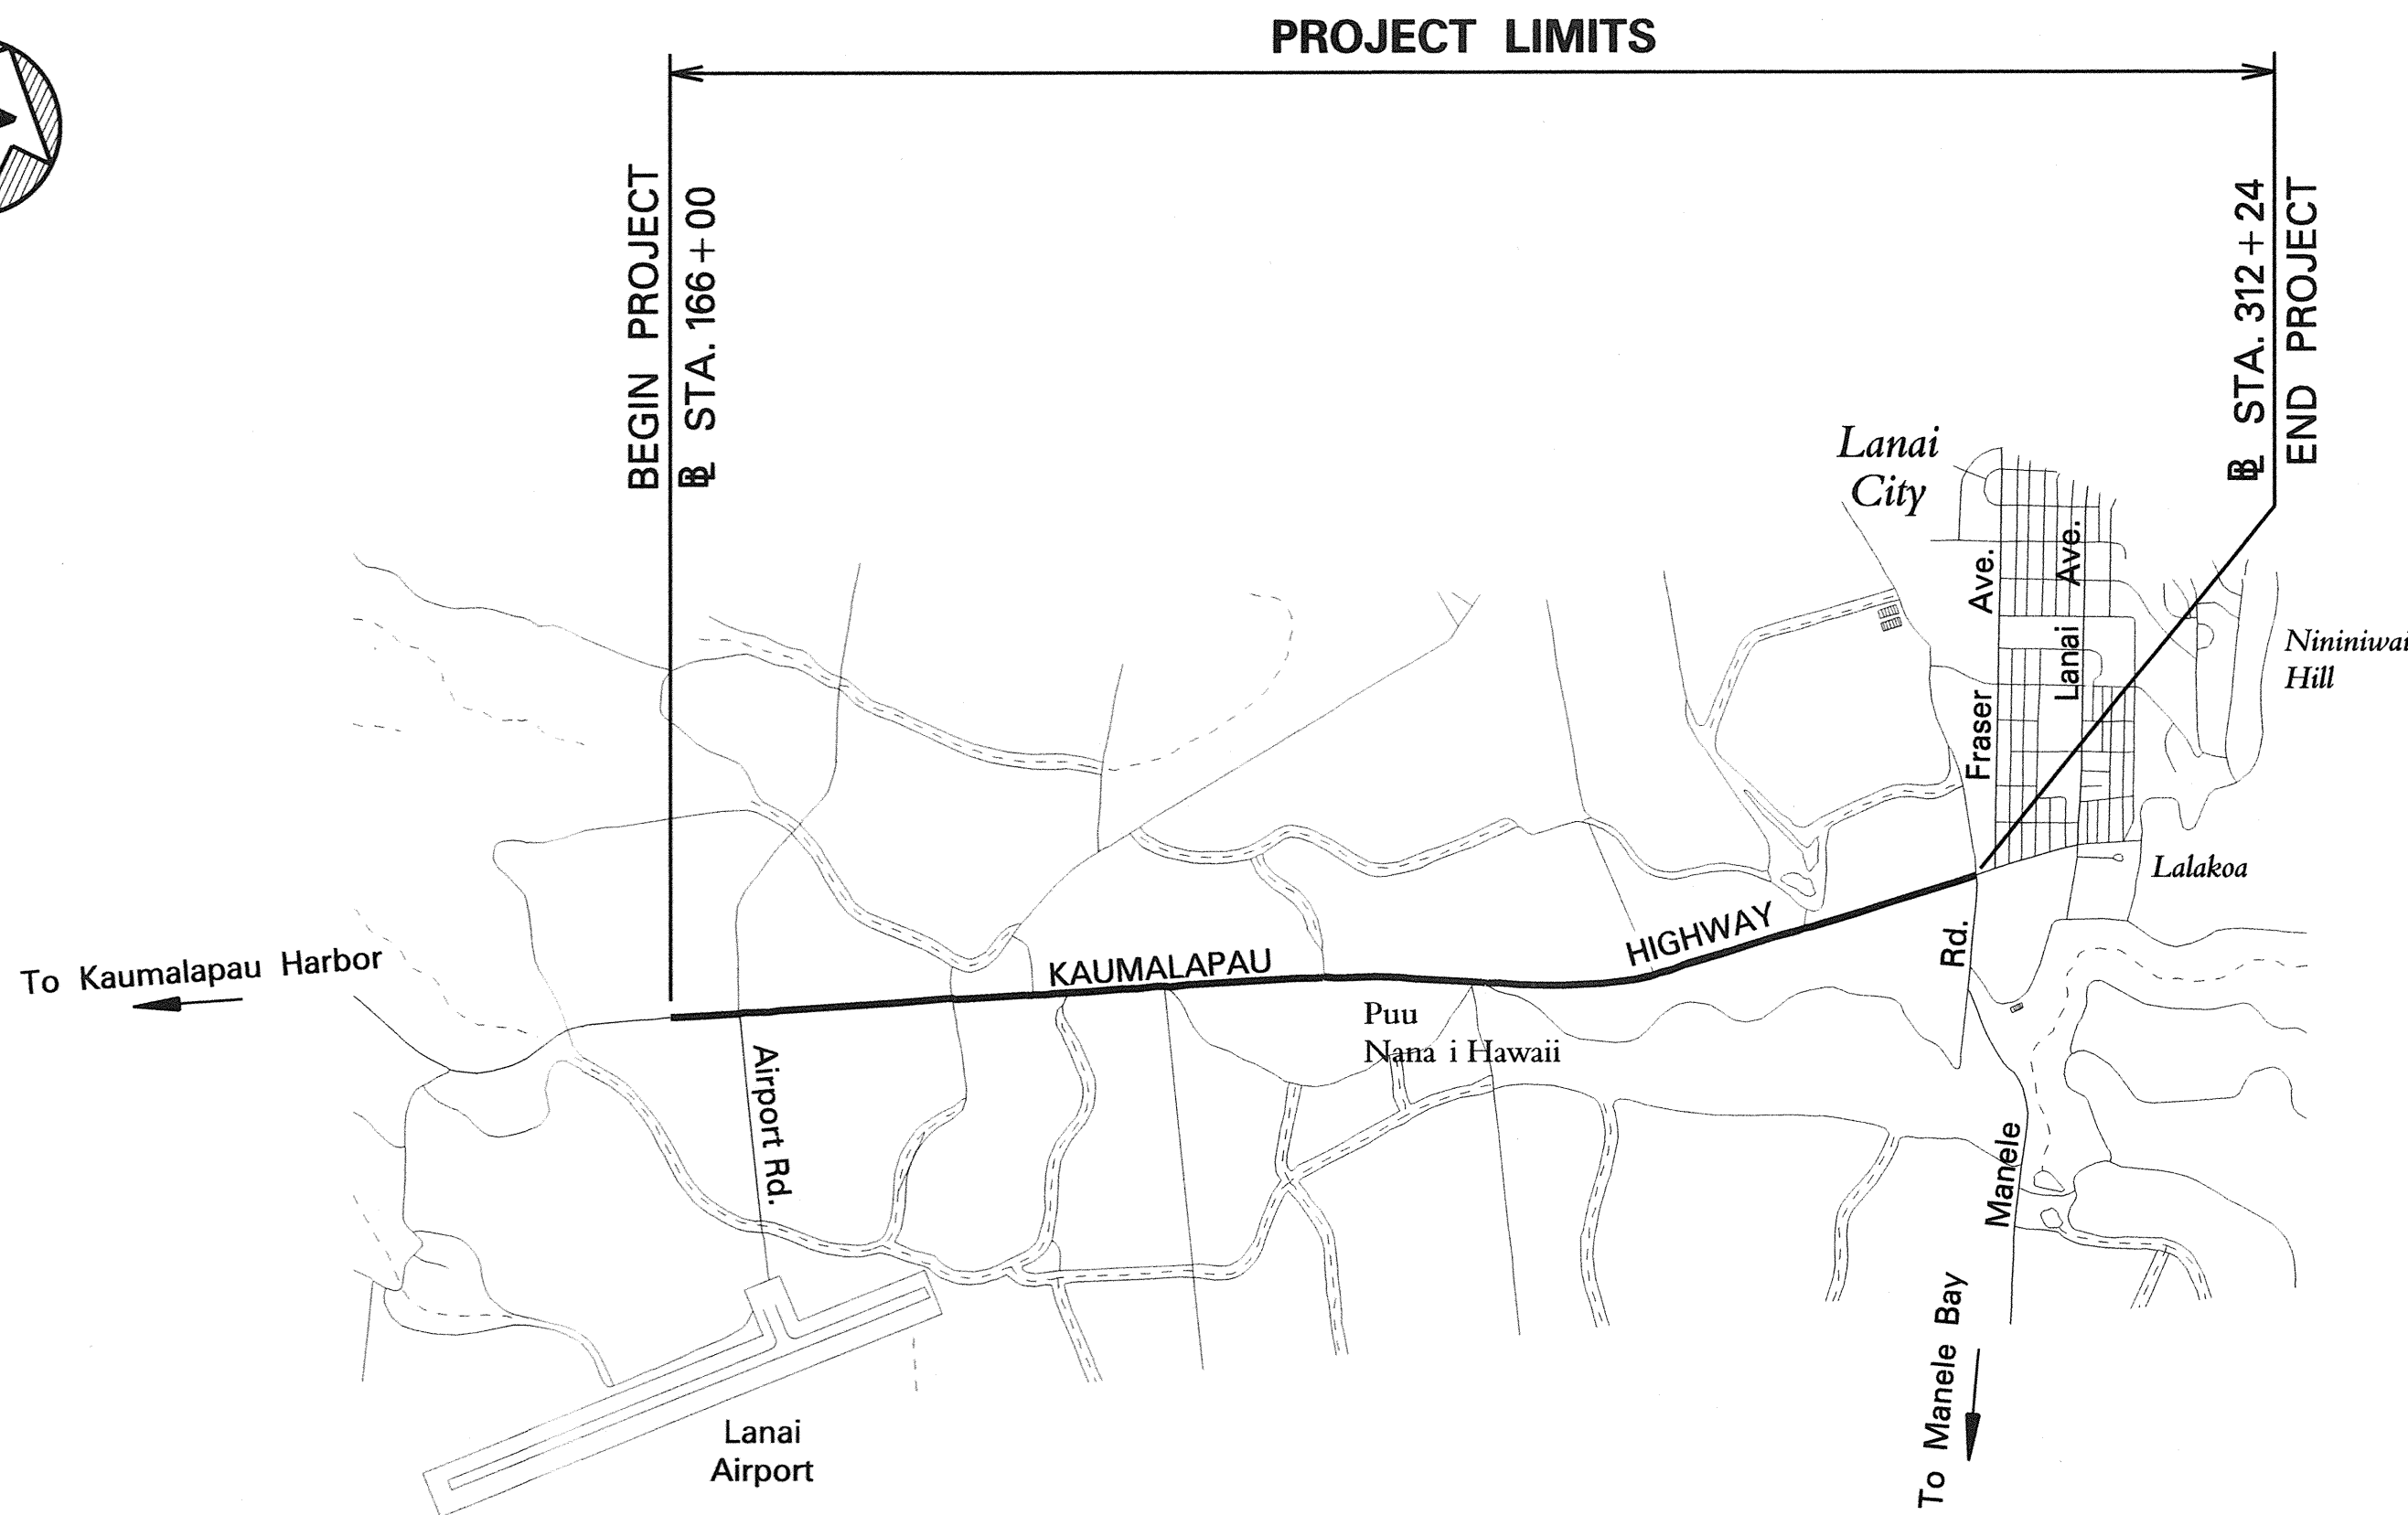 PROJECT LIMITS
BEGIN PROJECT
BL STA. 166+00
BL STA. 312+24
END PROJECT
Lanai
City
Fraser Ave.
Lanai Ave.
Nininiwai
Hill
Lalakoa
To Kaumalapau Harbor
KAUMALAPAU HIGHWAY
Puu
Nana i Hawaii
Airport Rd.
Manele Rd.
Lanai
Airport
To Manele Bay